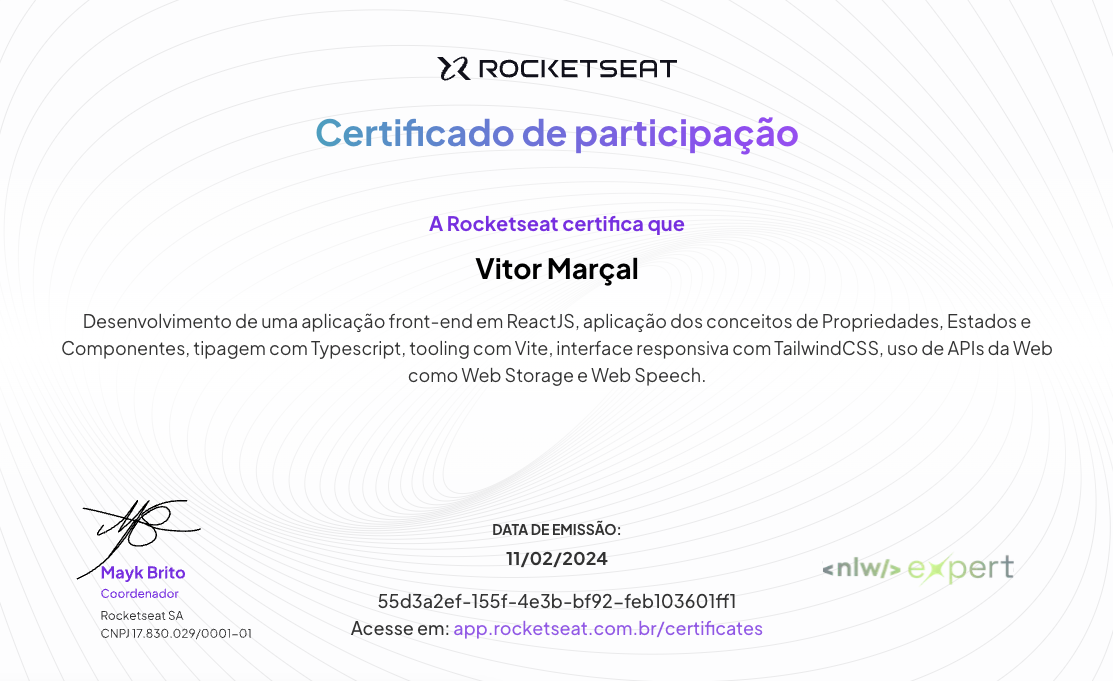 ROCKETSEAT
Certificado de participação
A Rocketseat certifica que
Vitor Marçal
Desenvolvimento de uma aplicação front-end em ReactJS, aplicação dos conceitos de Propriedades, Estados e
Componentes, tipagem com Typescript, tooling com Vite, interface responsiva com TailwindCSS, uso de APIs da Web
como Web Storage e Web Speech.
Mayk Brito
Coordenador
Rocketseat SA
CNPJ 17.830.029/0001-01
DATA DE EMISSÃO:
11/02/2024
55d3a2ef-155f-4e3b-bf92-feb103601ff1
Acesse em: app.rocketseat.com.br/certificates
<nlw/> expert